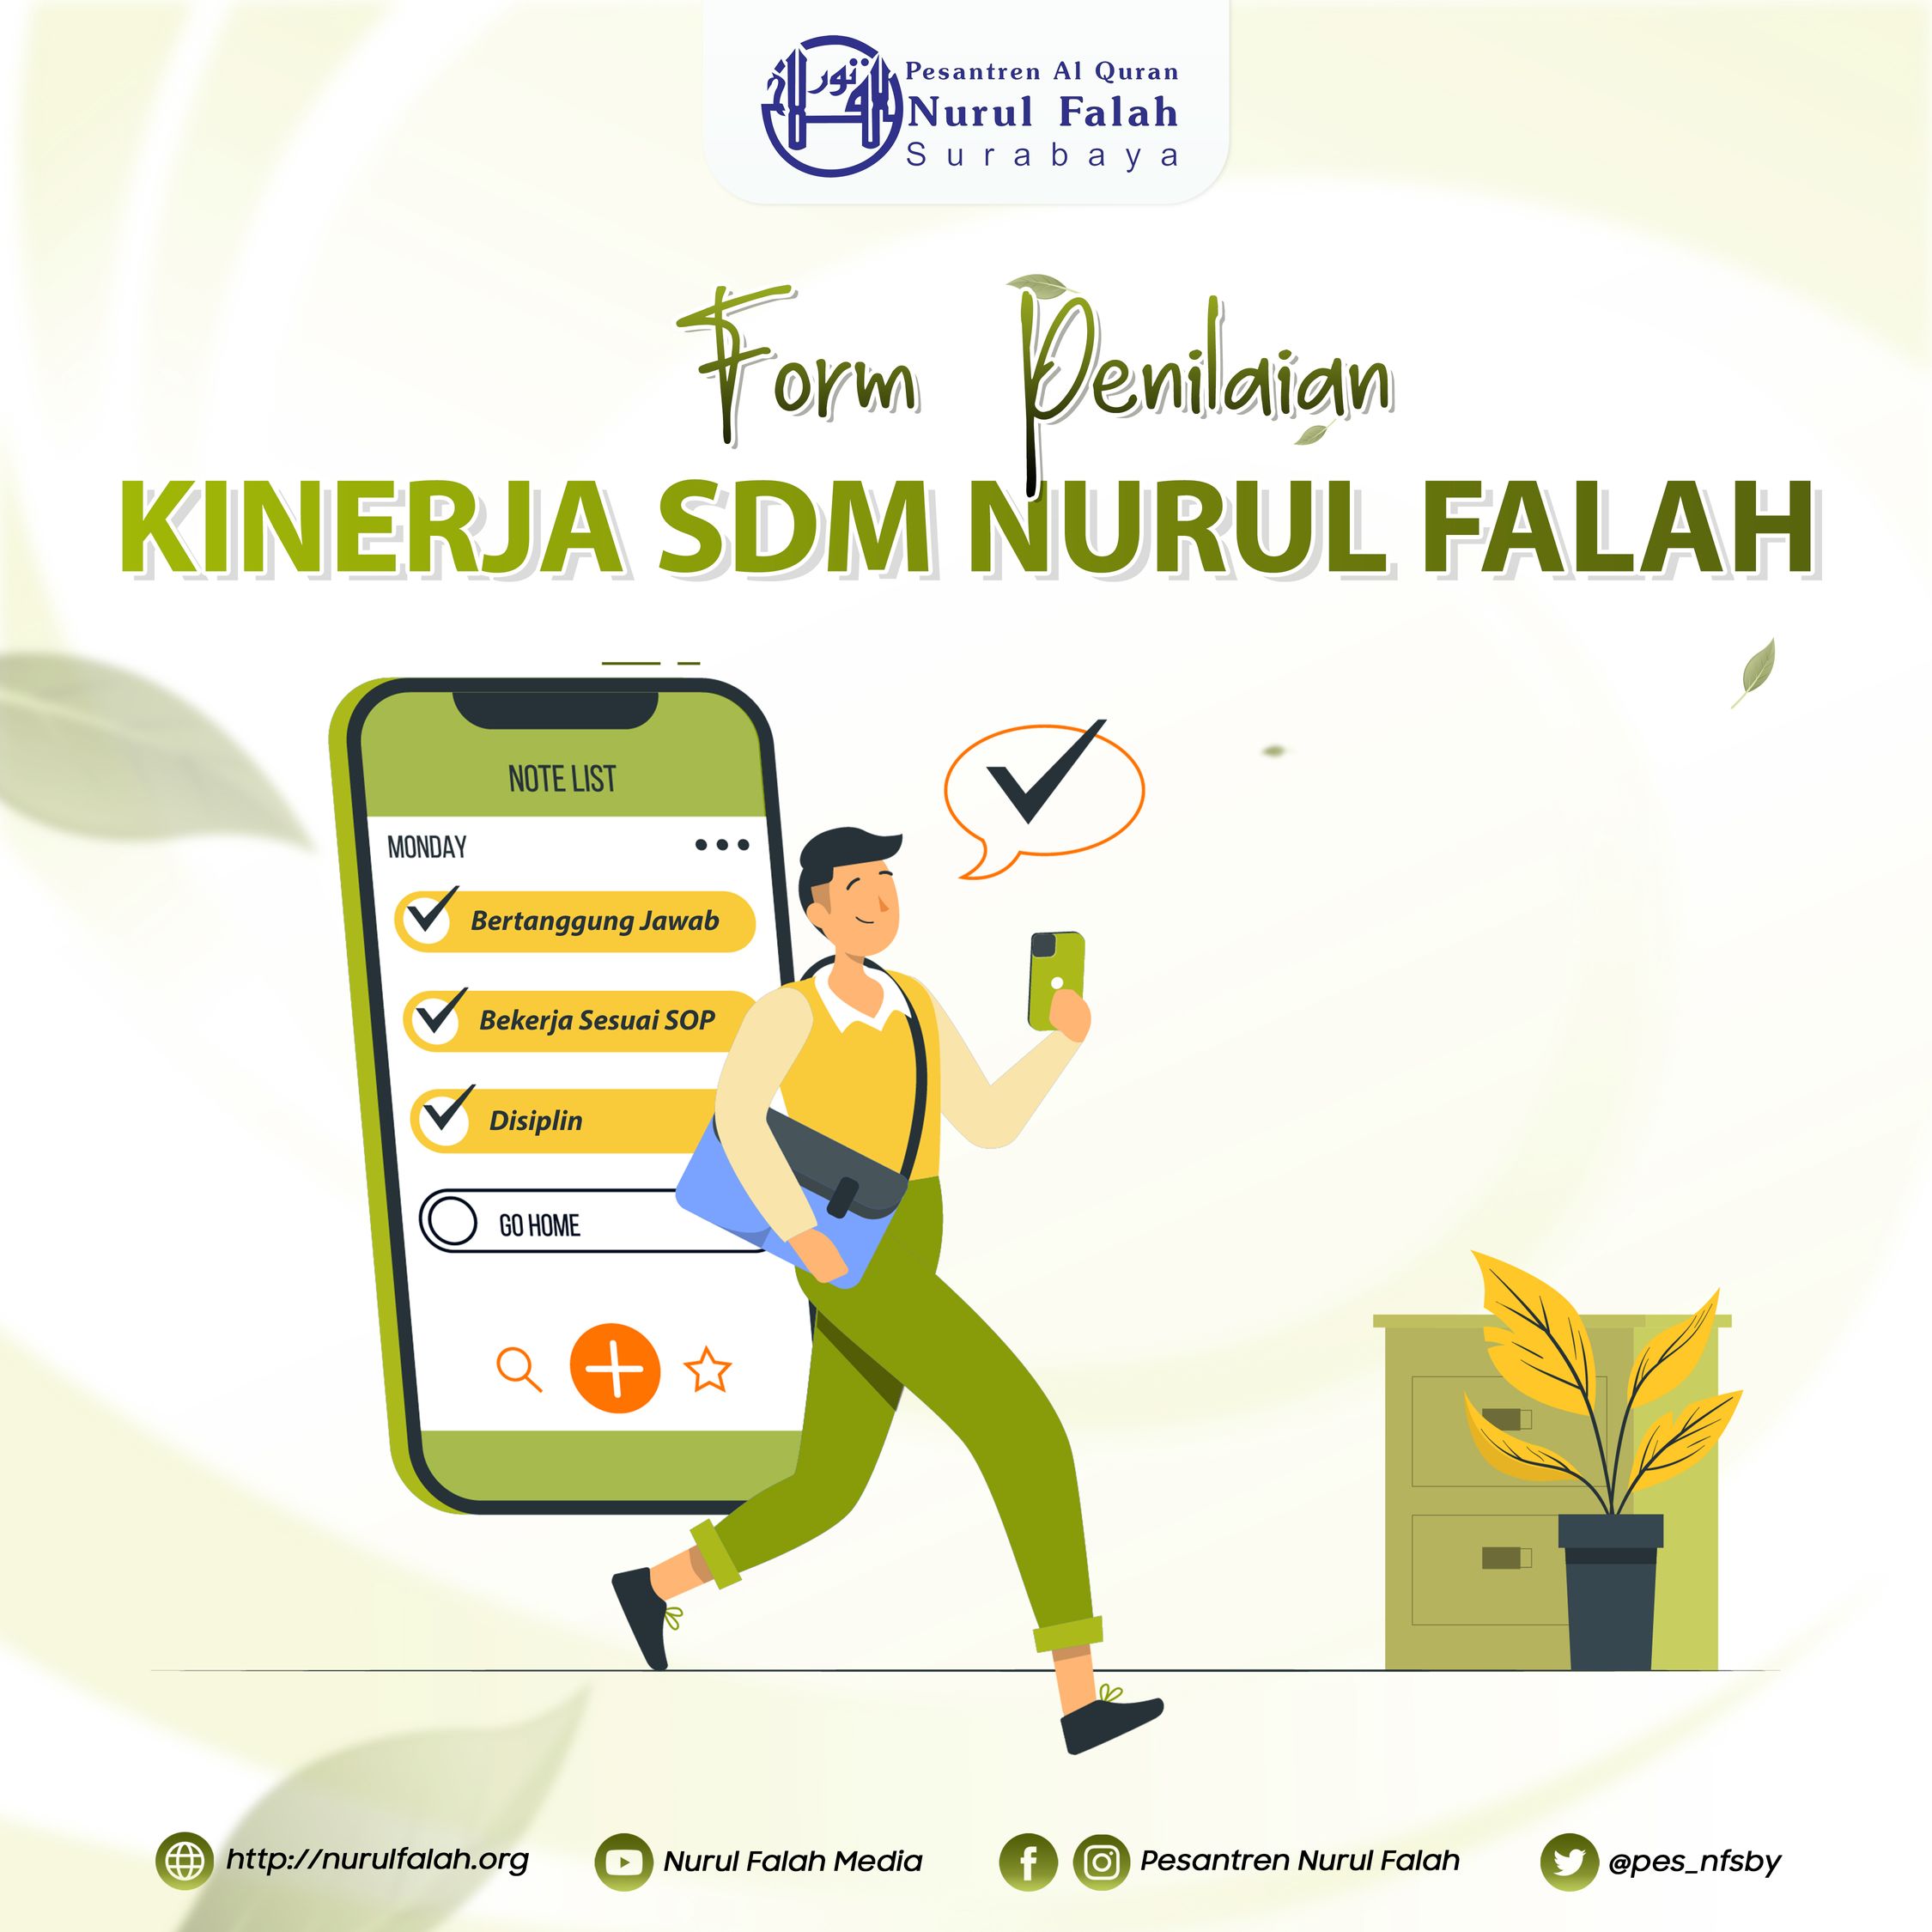 نور
Pesantren Al Quran
Nurul Falah
Surabaya
Form Penilaian
KINERJA SDM NURUL FALAH
NOTE LIST
MONDAY
Bertanggung Jawab
Bekerja Sesuai SOP
Disiplin
GO HOME
http://nurulfalah.org
Nurul Falah Media
Pesantren Nurul Falah
@pes_nfsby